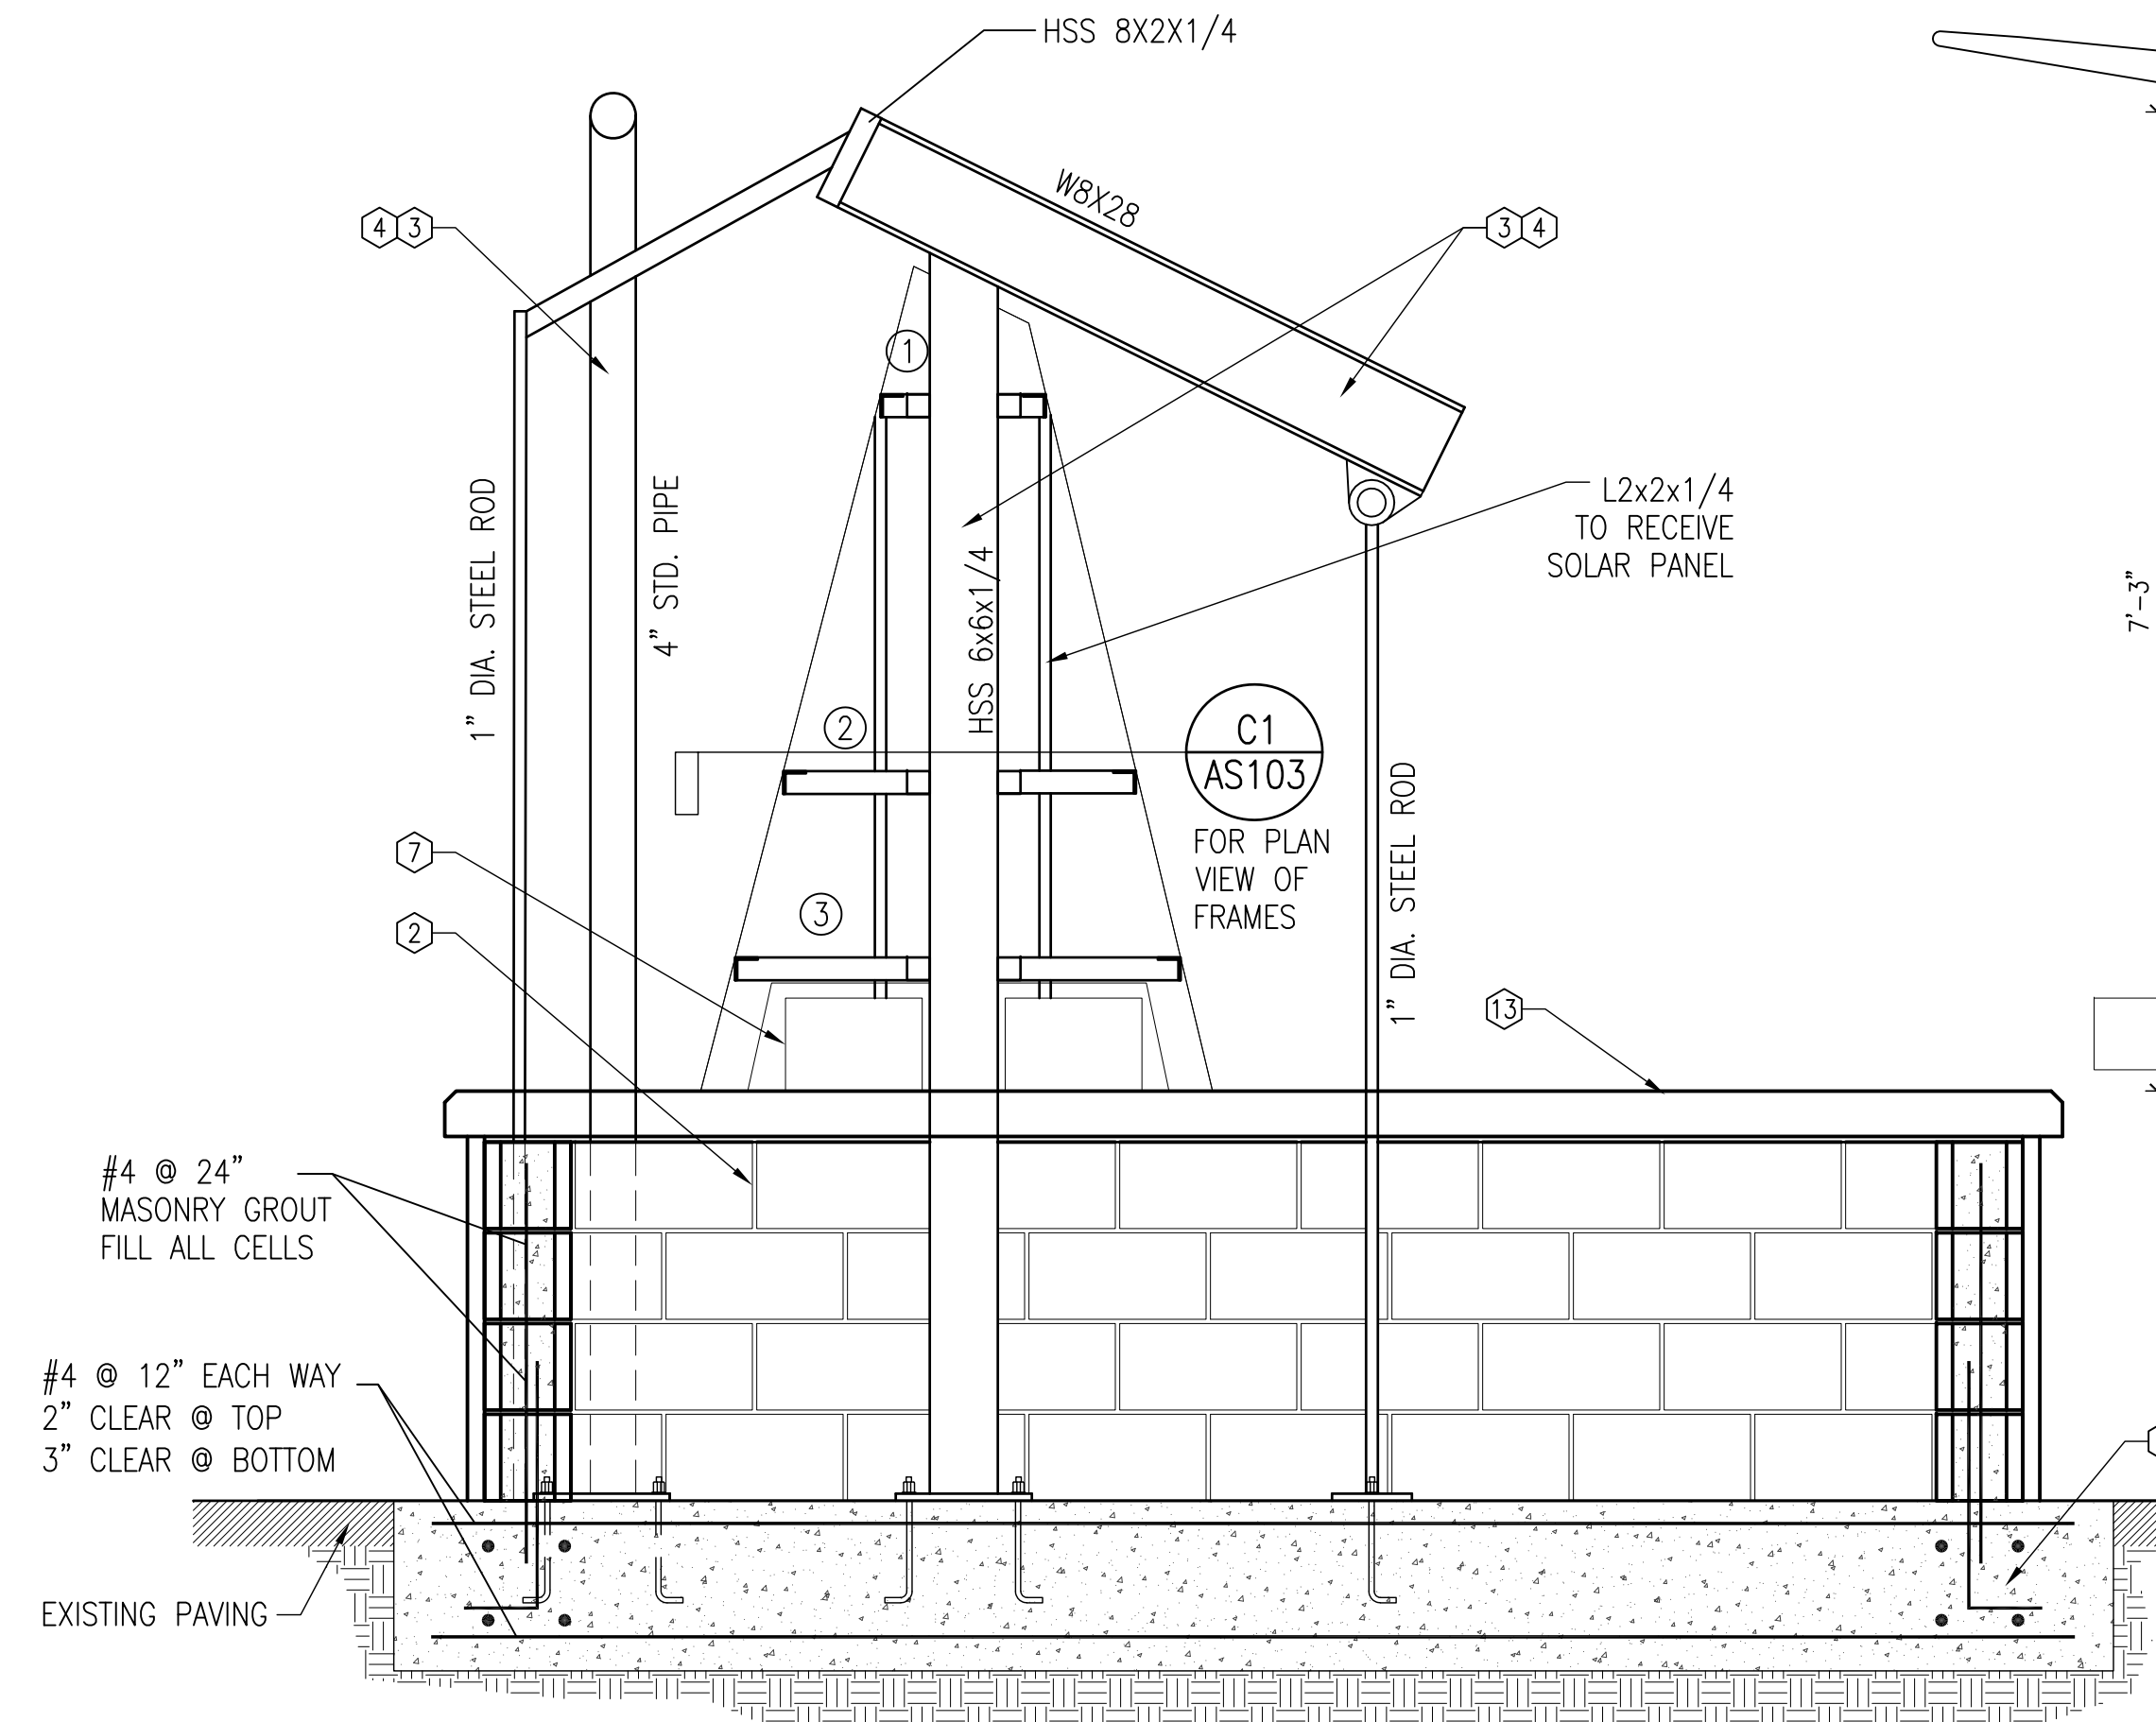 HSS 8X2X1/4
W8X28
4 3
3 4
1" DIA. STEEL ROD
4" STD. PIPE
1
HSS 6x6x1/4
L2x2x1/4
TO RECEIVE
SOLAR PANEL
7'-3"
2
C1
AS103
FOR PLAN
VIEW OF
FRAMES
1" DIA. STEEL ROD
7
3
2
13
#4 @ 24"
MASONRY GROUT
FILL ALL CELLS
#4 @ 12" EACH WAY
2" CLEAR @ TOP
3" CLEAR @ BOTTOM
EXISTING PAVING